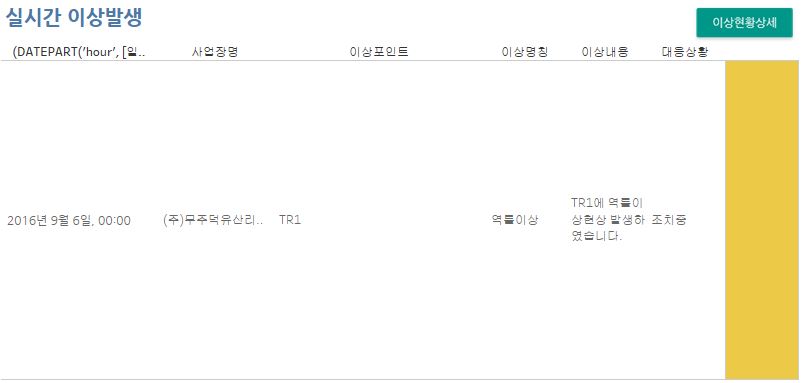 실시간 이상발생
이상현황상세
(DATEPART('hour', [일.. 사업장명 이상포인트 이상명칭 이상내용 대응상황
TR1에 역률이
2016년 9월 6일, 00:00 (주)무주덕유산리.. TR1 역률이상 상현상 발생하 조치중
였습니다.